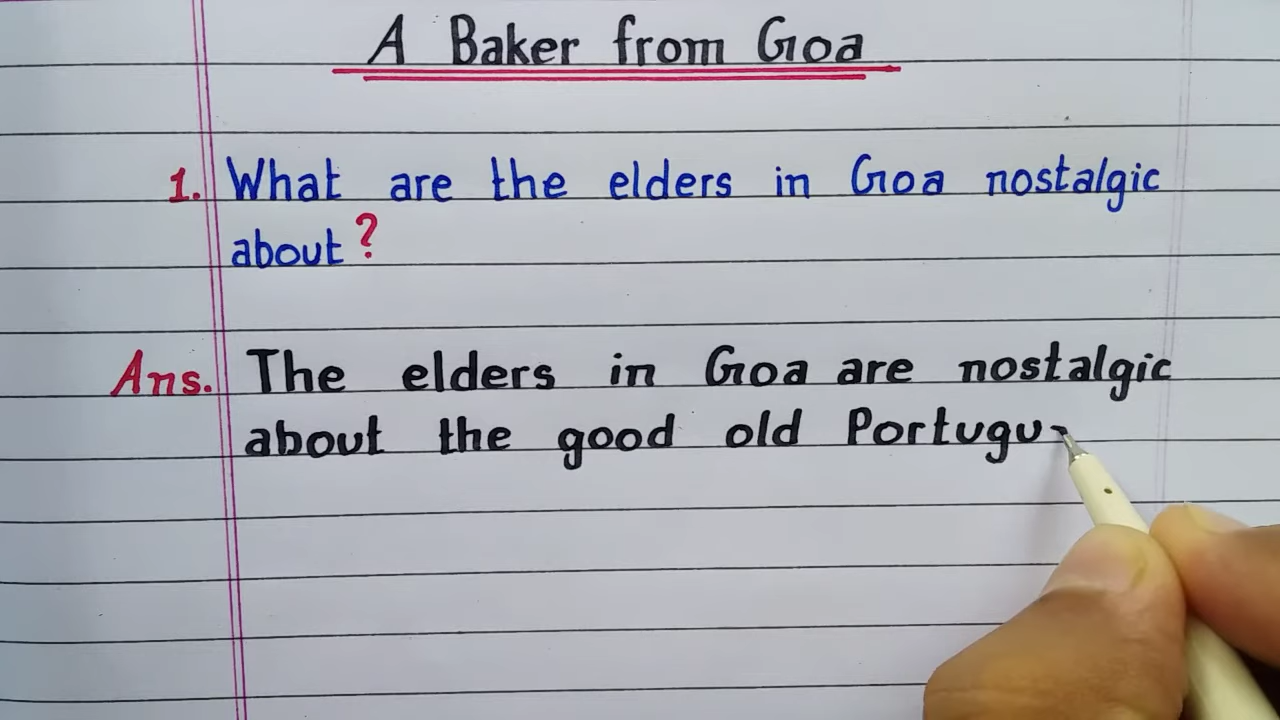 A Baker from Goa
1. What are the elders in Goa nostalgic
about?
Ans. The elders in Goa are nostalgic
about the good old Portugu